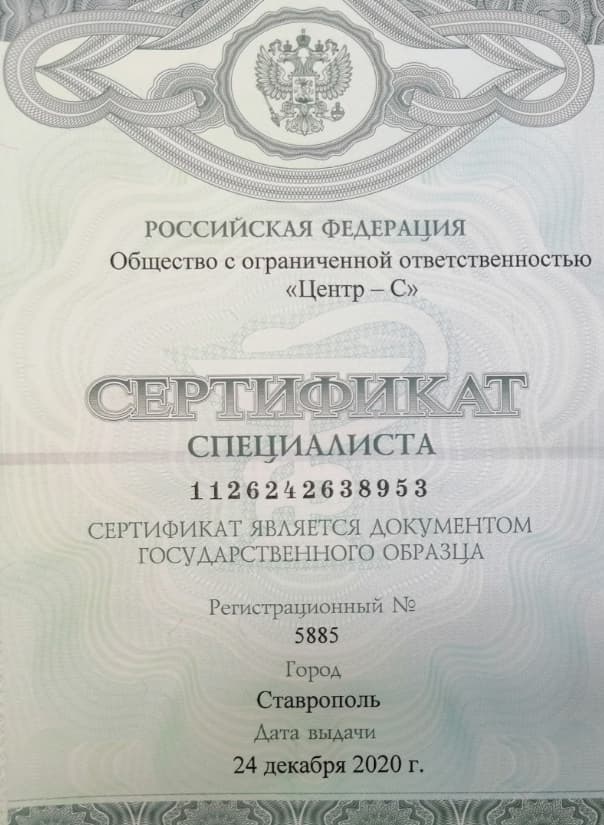 РОССИЙСКАЯ ФЕДЕРАЦИЯ
Общество с ограниченной ответственностью
«Центр – С»
СЕРТИФИКАТ
СПЕЦИАЛИСТА
1126242638953
СЕРТИФИКАТ ЯВЛЯЕТСЯ ДОКУМЕНТОМ
ГОСУДАРСТВЕННОГО ОБРАЗЦА
Регистрационный №
5885
Город
Ставрополь
Дата выдачи
24 декабря 2020 г.